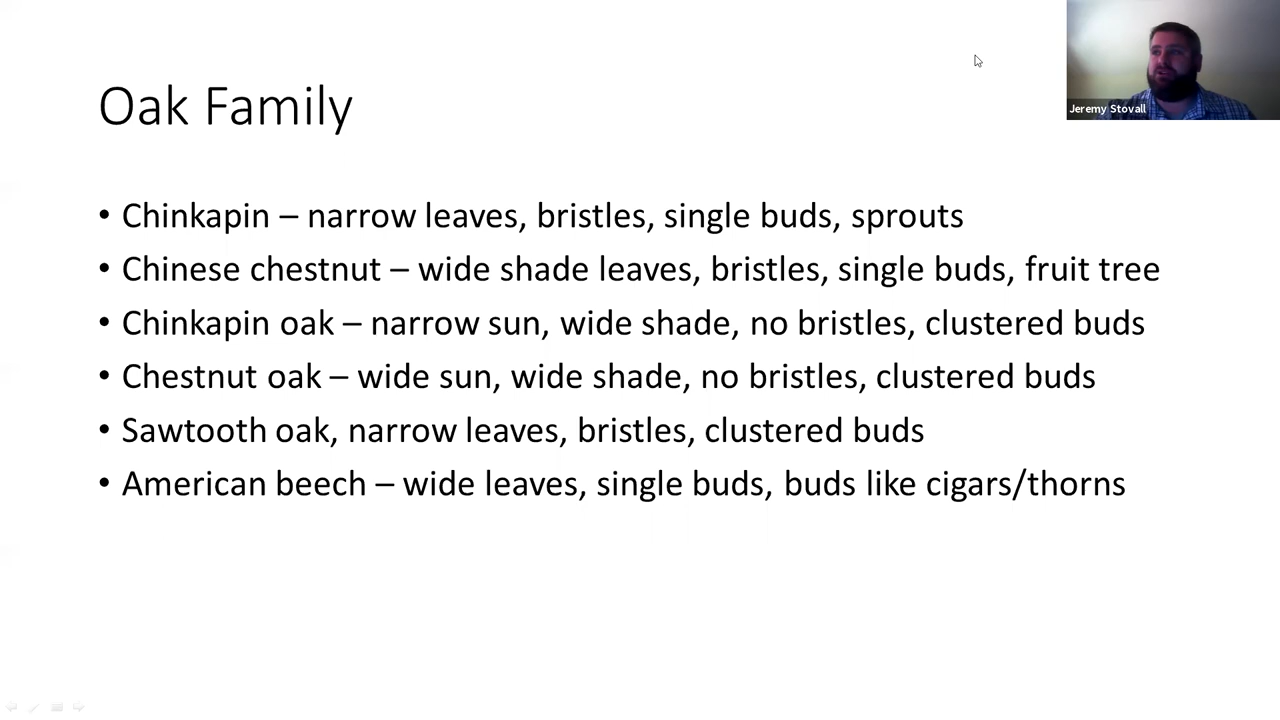 Jeremy Stovall
Oak Family
• Chinkapin – narrow leaves, bristles, single buds, sprouts
• Chinese chestnut – wide shade leaves, bristles, single buds, fruit tree
• Chinkapin oak – narrow sun, wide shade, no bristles, clustered buds
• Chestnut oak – wide sun, wide shade, no bristles, clustered buds
• Sawtooth oak, narrow leaves, bristles, clustered buds
• American beech – wide leaves, single buds, buds like cigars/thorns